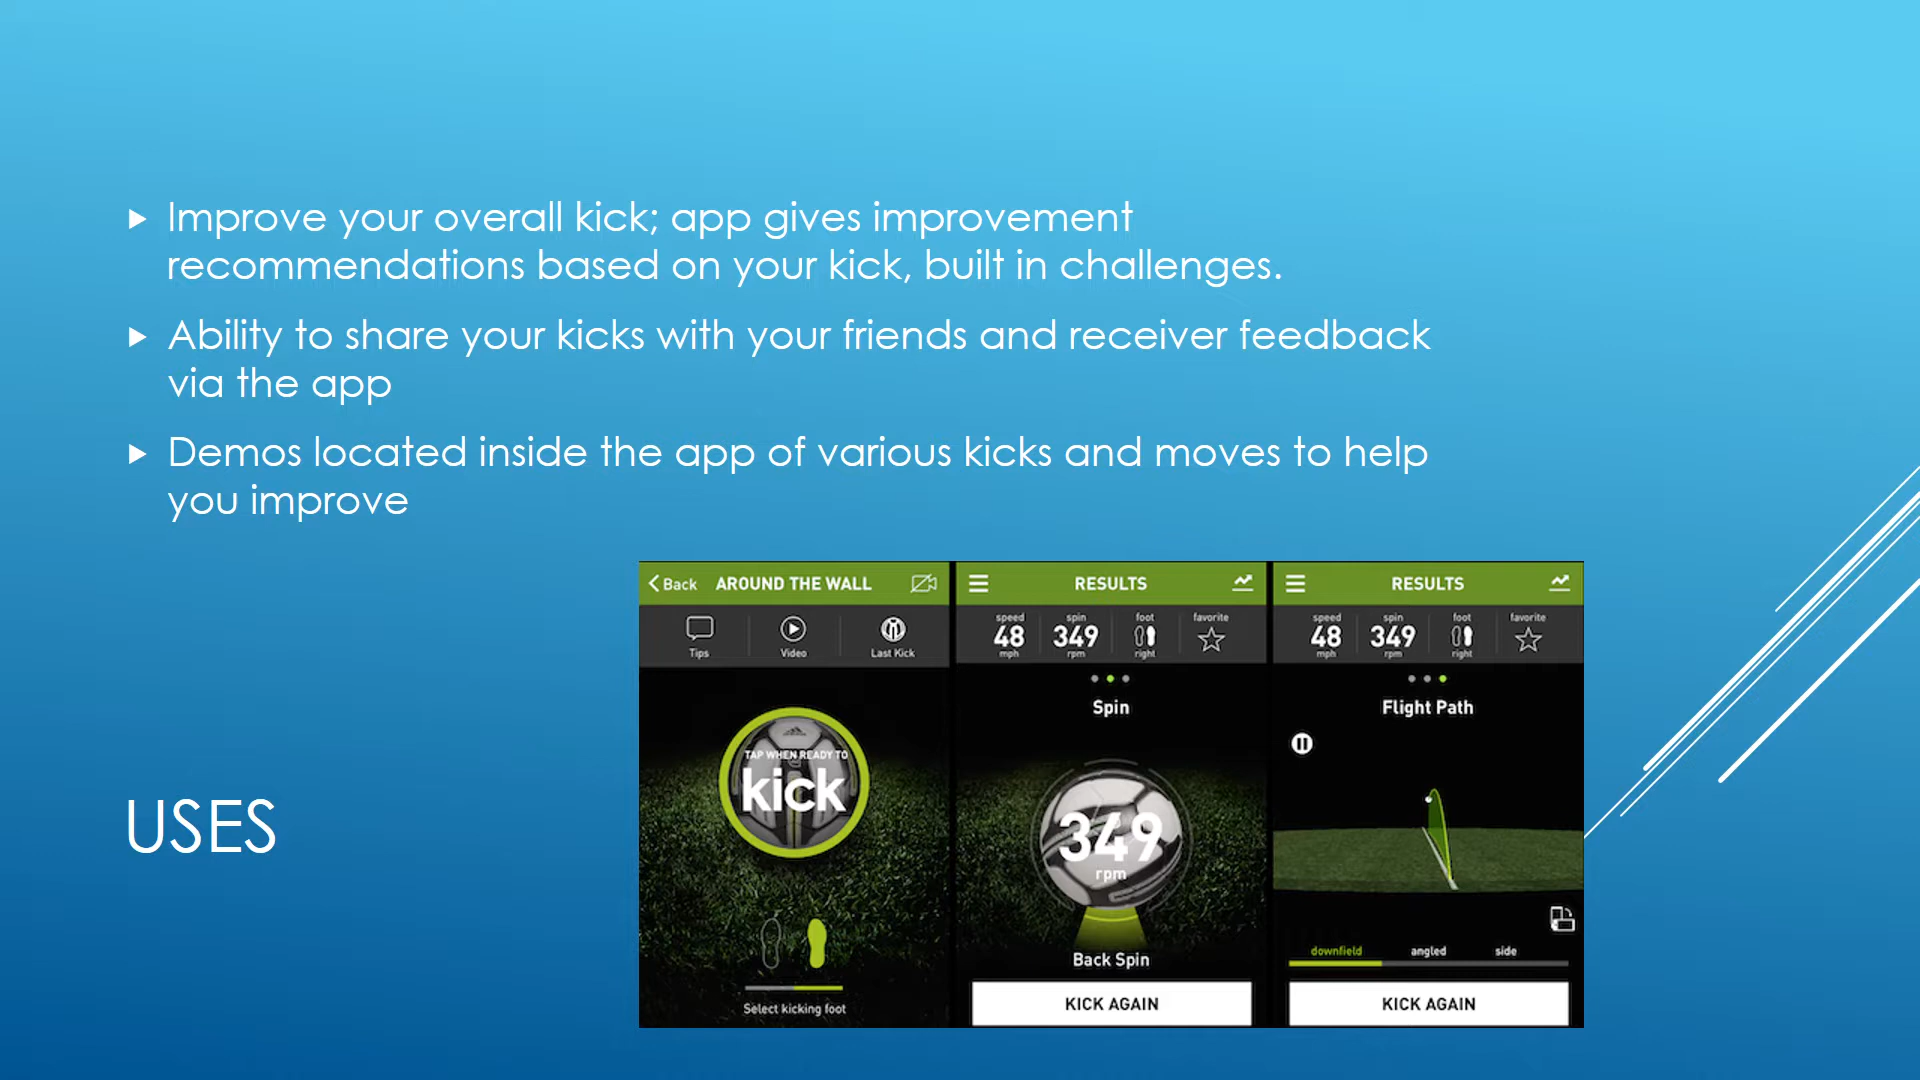 Improve your overall kick; app gives improvement
recommendations based on your kick, built in challenges.
Ability to share your kicks with your friends and receiver feedback
via the app
Demos located inside the app of various kicks and moves to help
you improve
USES
Back AROUND THE WALL
Tips Video Last Kick
TAP WHEN READY TO
kick
Select kicking foot
RESULTS
speed spin foot favorite
48 349
mph rpm right
Spin
349
rpm
Back Spin
KICK AGAIN
RESULTS
speed spin foot favorite
48 349
mph rpm right
Flight Path
downfield angled side
KICK AGAIN